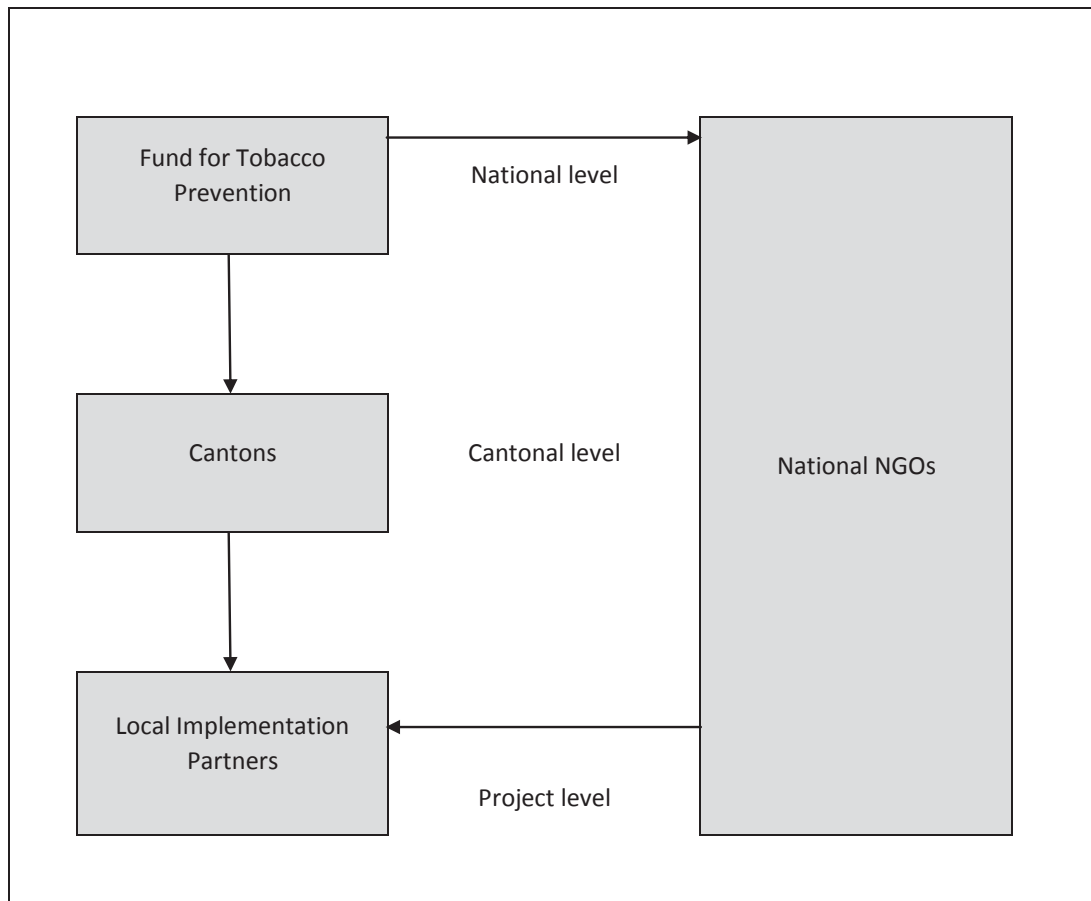 Fund for Tobacco
Prevention
National level
Cantons
Cantonal level
National NGOs
Local Implementation
Partners
Project level